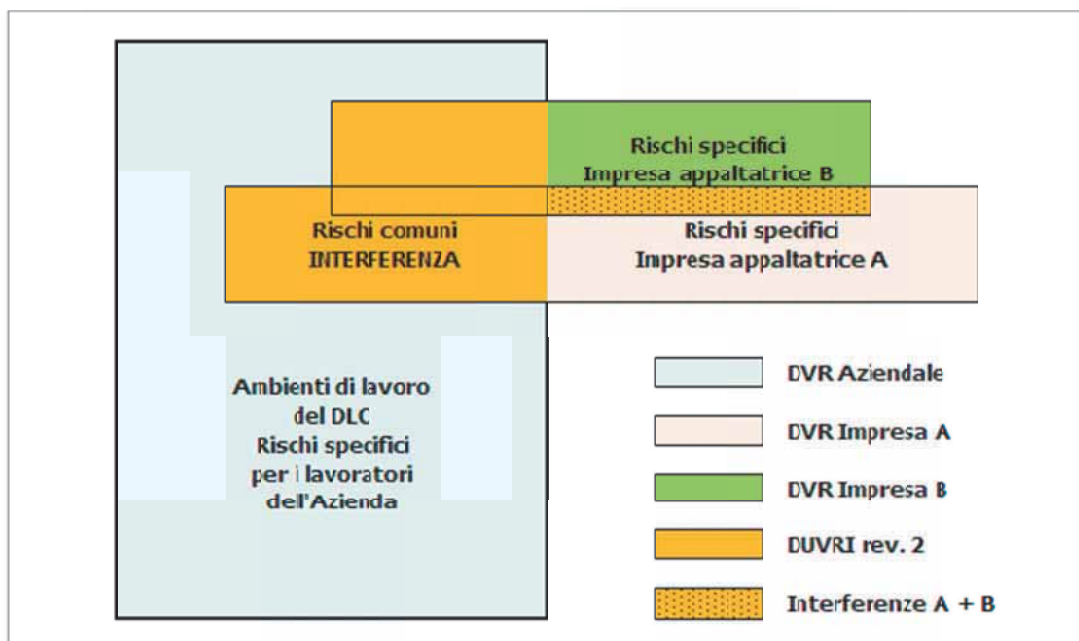 Rischi specifici
Impresa appaltatrice B
Rischi comuni
INTERFERENZA
Rischi specifici
Impresa appaltatrice A
Ambienti di lavoro
del DLC
Rischi specifici
per i lavoratori
dell'Azienda
DVR Aziendale
DVR Impresa A
DVR Impresa B
DUVRI rev. 2
Interferenze A + B